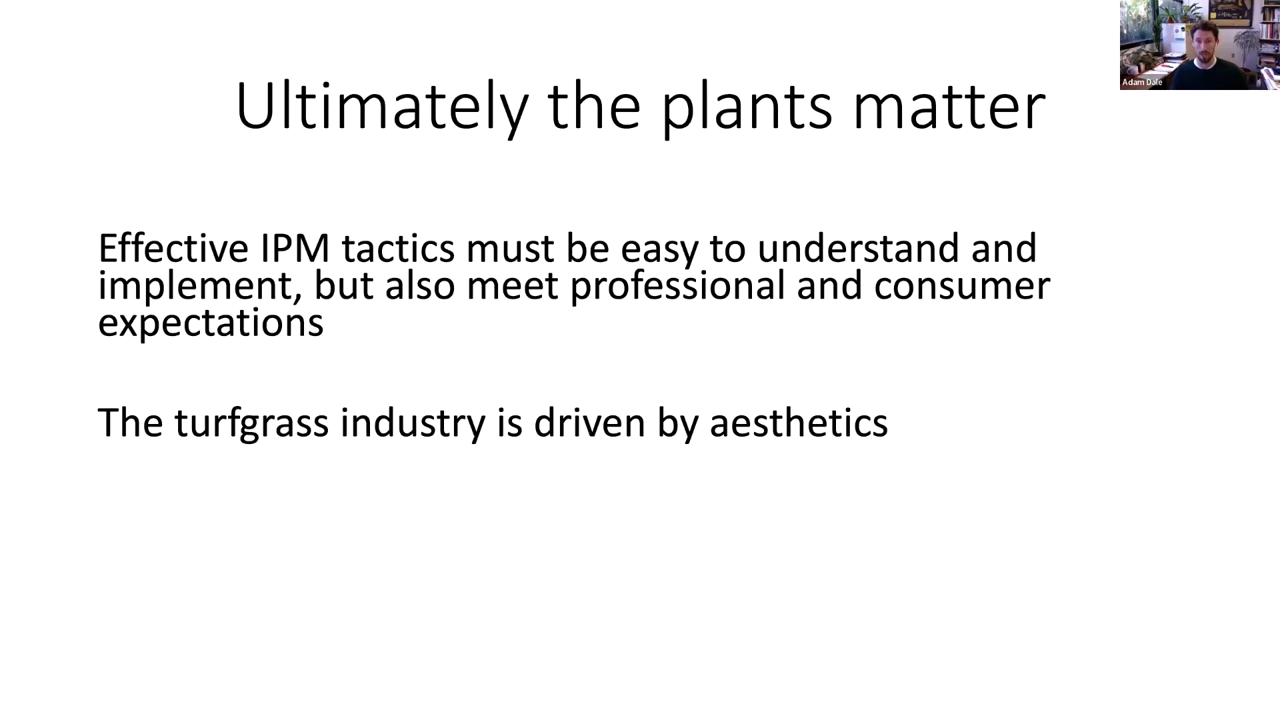 Ultimately the plants matter
Adam Dale
Effective IPM tactics must be easy to understand and
implement, but also meet professional and consumer
expectations
The turfgrass industry is driven by aesthetics